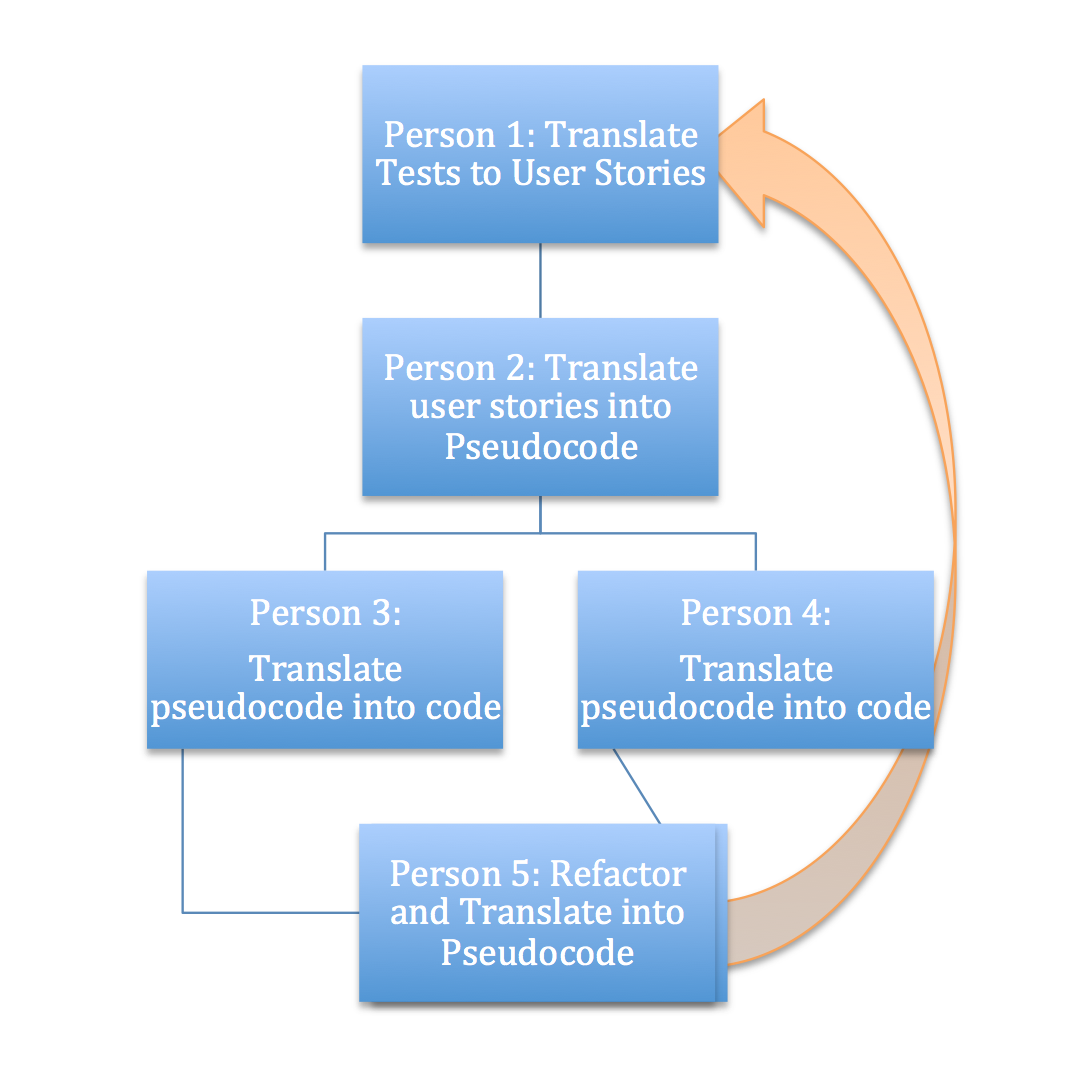 Person 1: Translate
Tests to User Stories
Person 2: Translate
user stories into
Pseudocode
Person 3:
Translate
pseudocode into code
Person 4:
Translate
pseudocode into code
Person 5: Refactor
and Translate into
Pseudocode